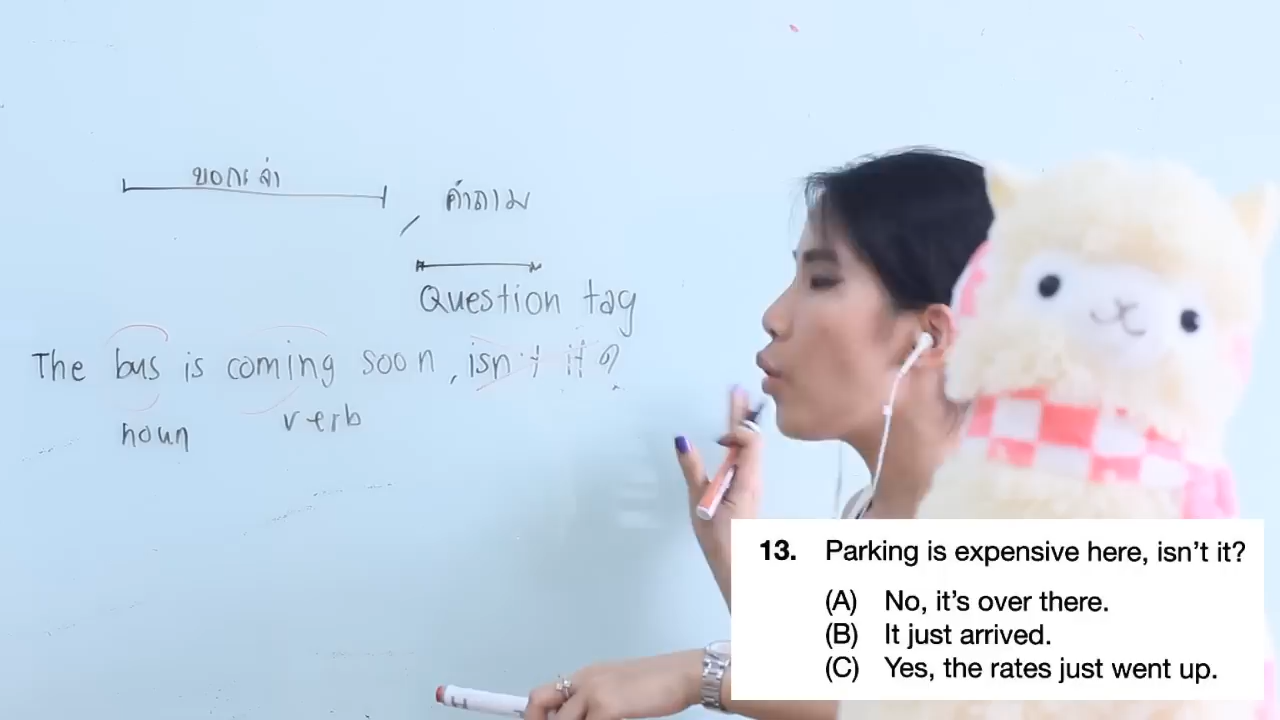 บอกเล่า
คำถาม
Question tag
The bus is coming soon, isn't it?
noun
verb
13. Parking is expensive here, isn't it?
(A) No, it's over there.
(B) It just arrived.
(C) Yes, the rates just went up.